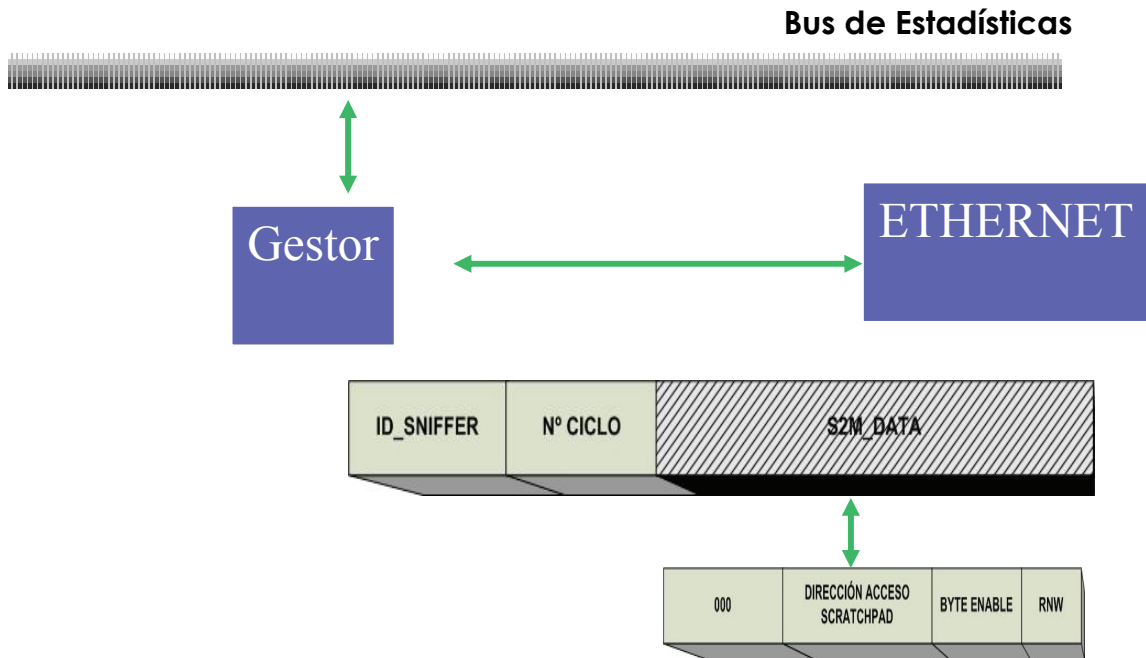 Bus de Estadísticas
Gestor
ETHERNET
ID_SNIFFER
Nº CICLO
S2M_DATA
000
DIRECCIÓN ACCESO
SCRATCHPAD
BYTE ENABLE
RNW